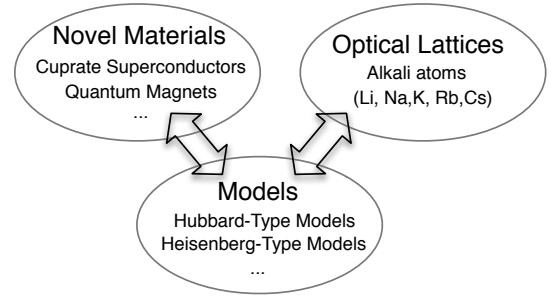 Novel Materials
Cuprate Superconductors
Quantum Magnets
...
Optical Lattices
Alkali atoms
(Li, Na,K, Rb,Cs)
Models
Hubbard-Type Models
Heisenberg-Type Models
...